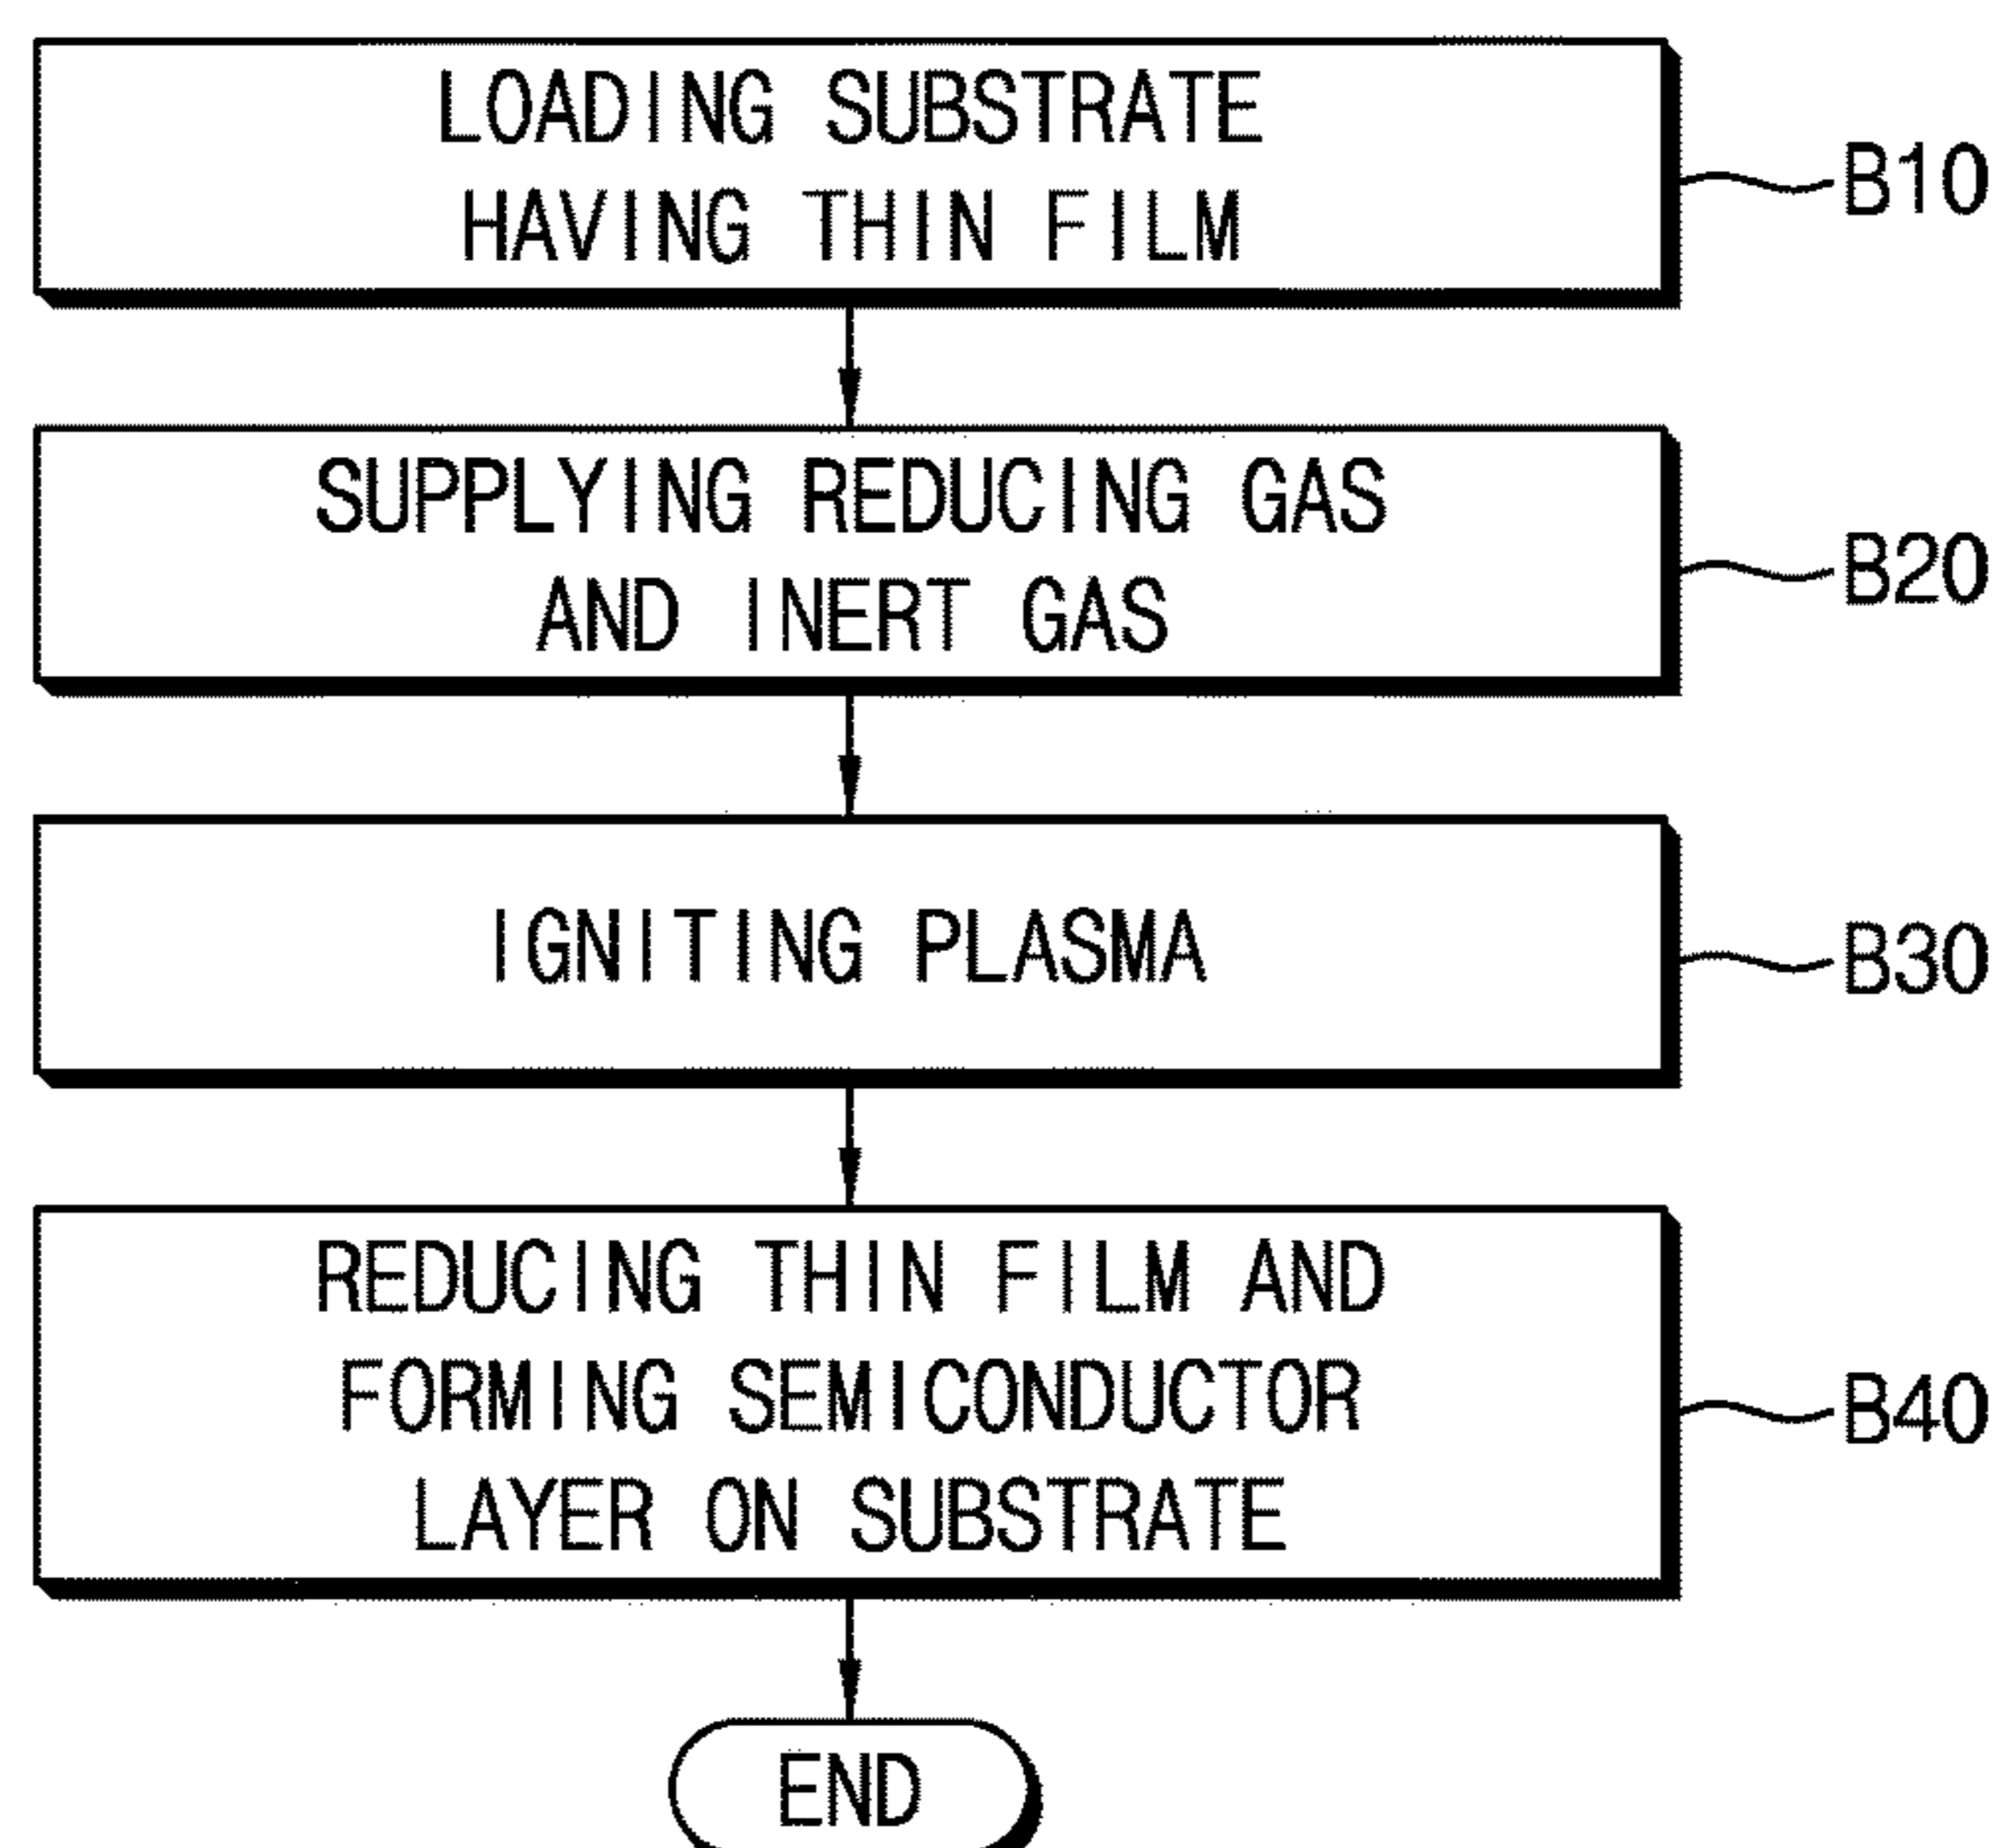 LOADING SUBSTRATE
HAVING THIN FILM
B10
SUPPLYING REDUCING GAS
AND INERT GAS
B20
IGNITING PLASMA
B30
REDUCING THIN FILM AND
FORMING SEMICONDUCTOR
LAYER ON SUBSTRATE
B40
END